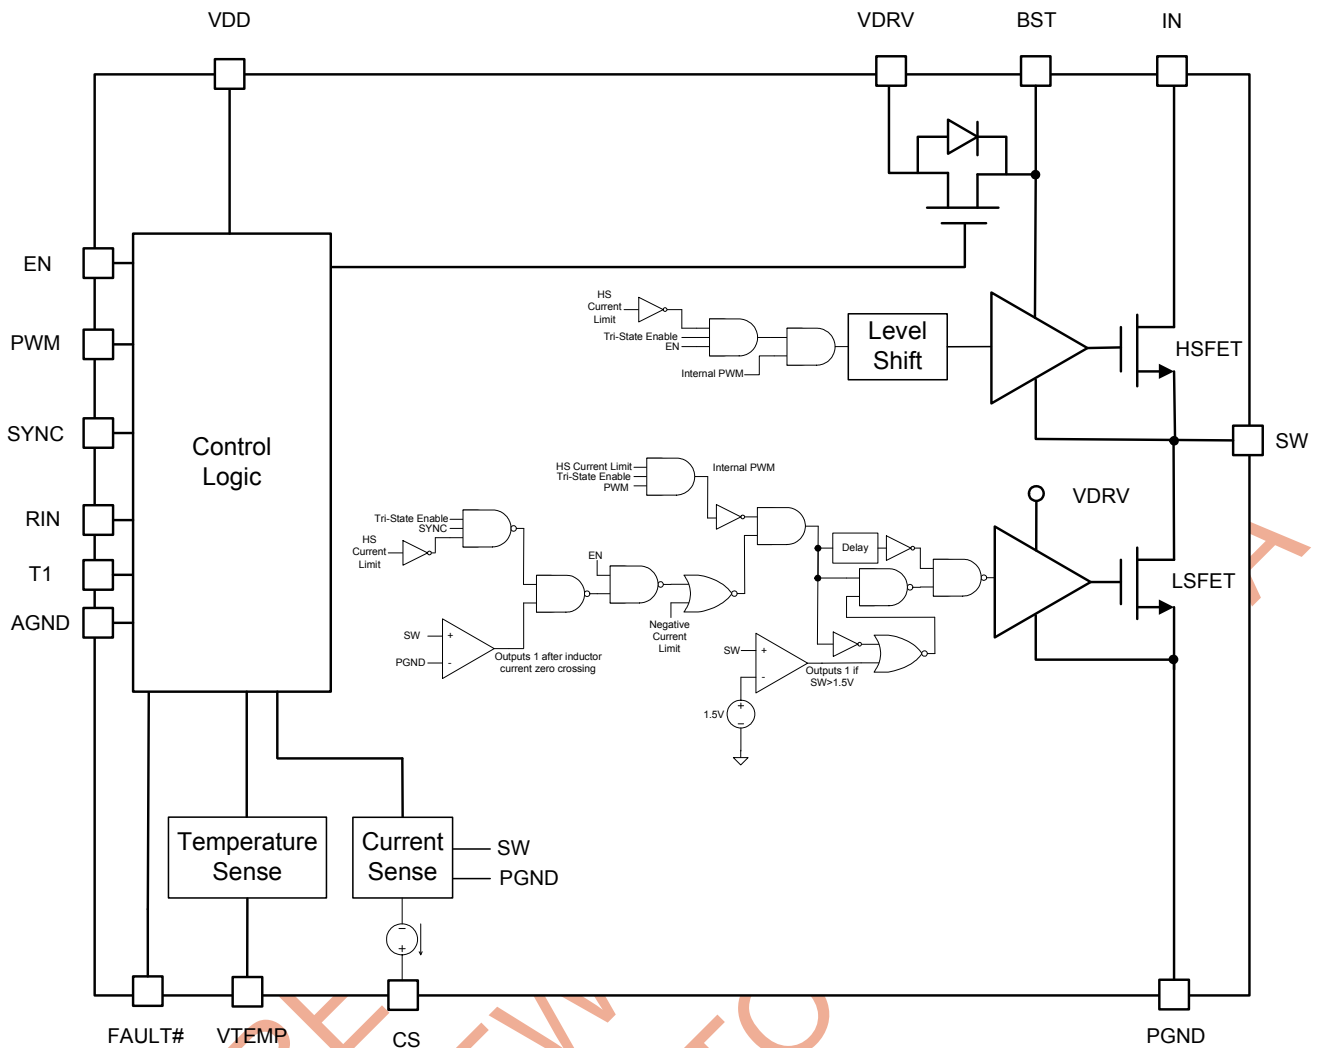 VDD
VDRV
BST
IN
EN
PWM
SYNC
RIN
T1
AGND
Control
Logic
HS
Current
Limit
Tri-State Enable
EN
Internal PWM
Level
Shift
HSFET
SW
HS Current Limit
Tri-State Enable
PWM
Internal PWM
Tri-State Enable
SYNC
HS
Current
Limit
EN
Negative
Current
Limit
SW
+
PGND
-
Outputs 1 after inductor
current zero crossing
Delay
SW
+
-
Outputs 1 if
SW>1.5V
1.5V
+
−
VDRV
LSFET
Temperature
Sense
Current
Sense
SW
PGND
−
+
FAULT#
VTEMP
CS
PGND